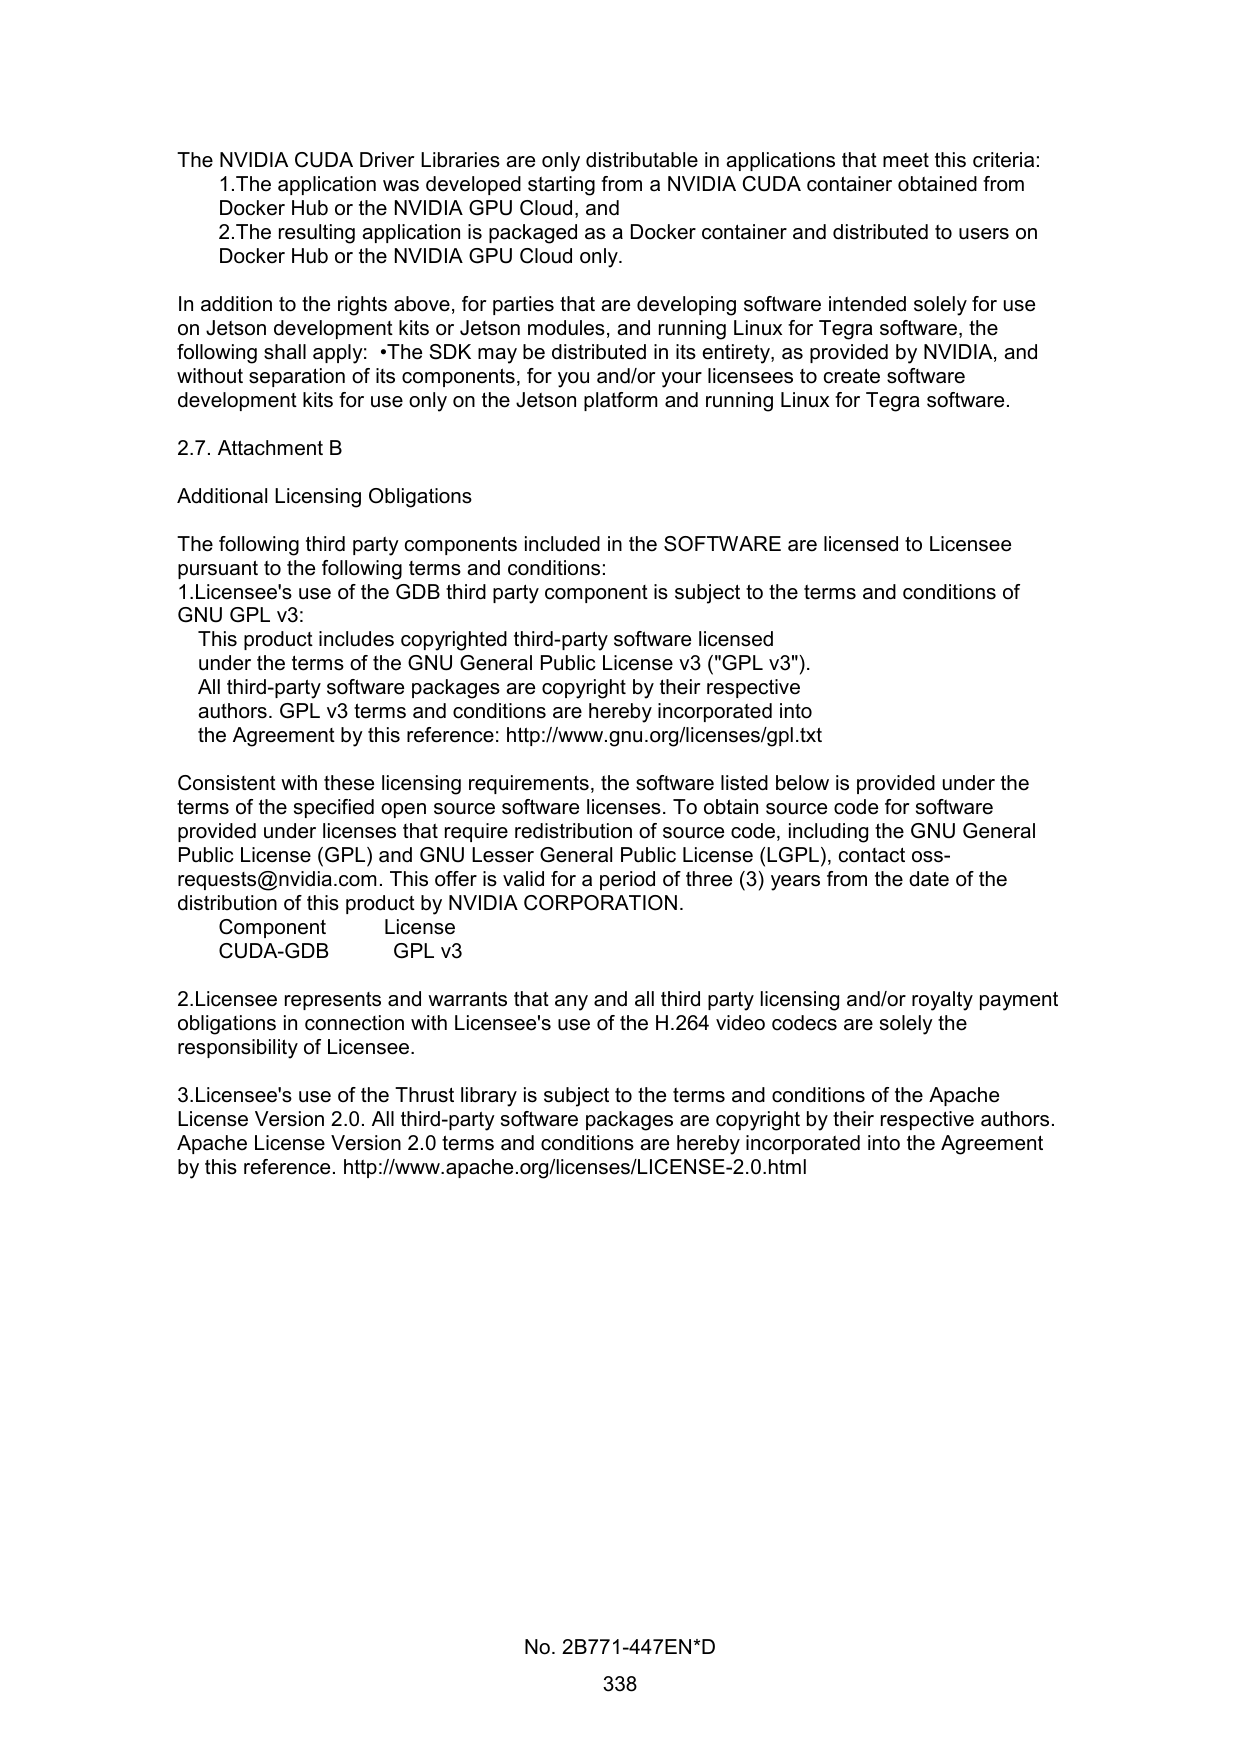 The NVIDIA CUDA Driver Libraries are only distributable in applications that meet this criteria:
1.The application was developed starting from a NVIDIA CUDA container obtained from
Docker Hub or the NVIDIA GPU Cloud, and
2.The resulting application is packaged as a Docker container and distributed to users on
Docker Hub or the NVIDIA GPU Cloud only.
In addition to the rights above, for parties that are developing software intended solely for use
on Jetson development kits or Jetson modules, and running Linux for Tegra software, the
following shall apply:  •The SDK may be distributed in its entirety, as provided by NVIDIA, and
without separation of its components, for you and/or your licensees to create software
development kits for use only on the Jetson platform and running Linux for Tegra software.
2.7. Attachment B
Additional Licensing Obligations
The following third party components included in the SOFTWARE are licensed to Licensee
pursuant to the following terms and conditions:
1.Licensee's use of the GDB third party component is subject to the terms and conditions of
GNU GPL v3:
This product includes copyrighted third-party software licensed
under the terms of the GNU General Public License v3 ("GPL v3").
All third-party software packages are copyright by their respective
authors. GPL v3 terms and conditions are hereby incorporated into
the Agreement by this reference: http://www.gnu.org/licenses/gpl.txt
Consistent with these licensing requirements, the software listed below is provided under the
terms of the specified open source software licenses. To obtain source code for software
provided under licenses that require redistribution of source code, including the GNU General
Public License (GPL) and GNU Lesser General Public License (LGPL), contact oss-
requests@nvidia.com. This offer is valid for a period of three (3) years from the date of the
distribution of this product by NVIDIA CORPORATION.
Component License
CUDA-GDB GPL v3
2.Licensee represents and warrants that any and all third party licensing and/or royalty payment
obligations in connection with Licensee's use of the H.264 video codecs are solely the
responsibility of Licensee.
3.Licensee's use of the Thrust library is subject to the terms and conditions of the Apache
License Version 2.0. All third-party software packages are copyright by their respective authors.
Apache License Version 2.0 terms and conditions are hereby incorporated into the Agreement
by this reference. http://www.apache.org/licenses/LICENSE-2.0.html
No. 2B771-447EN*D
338